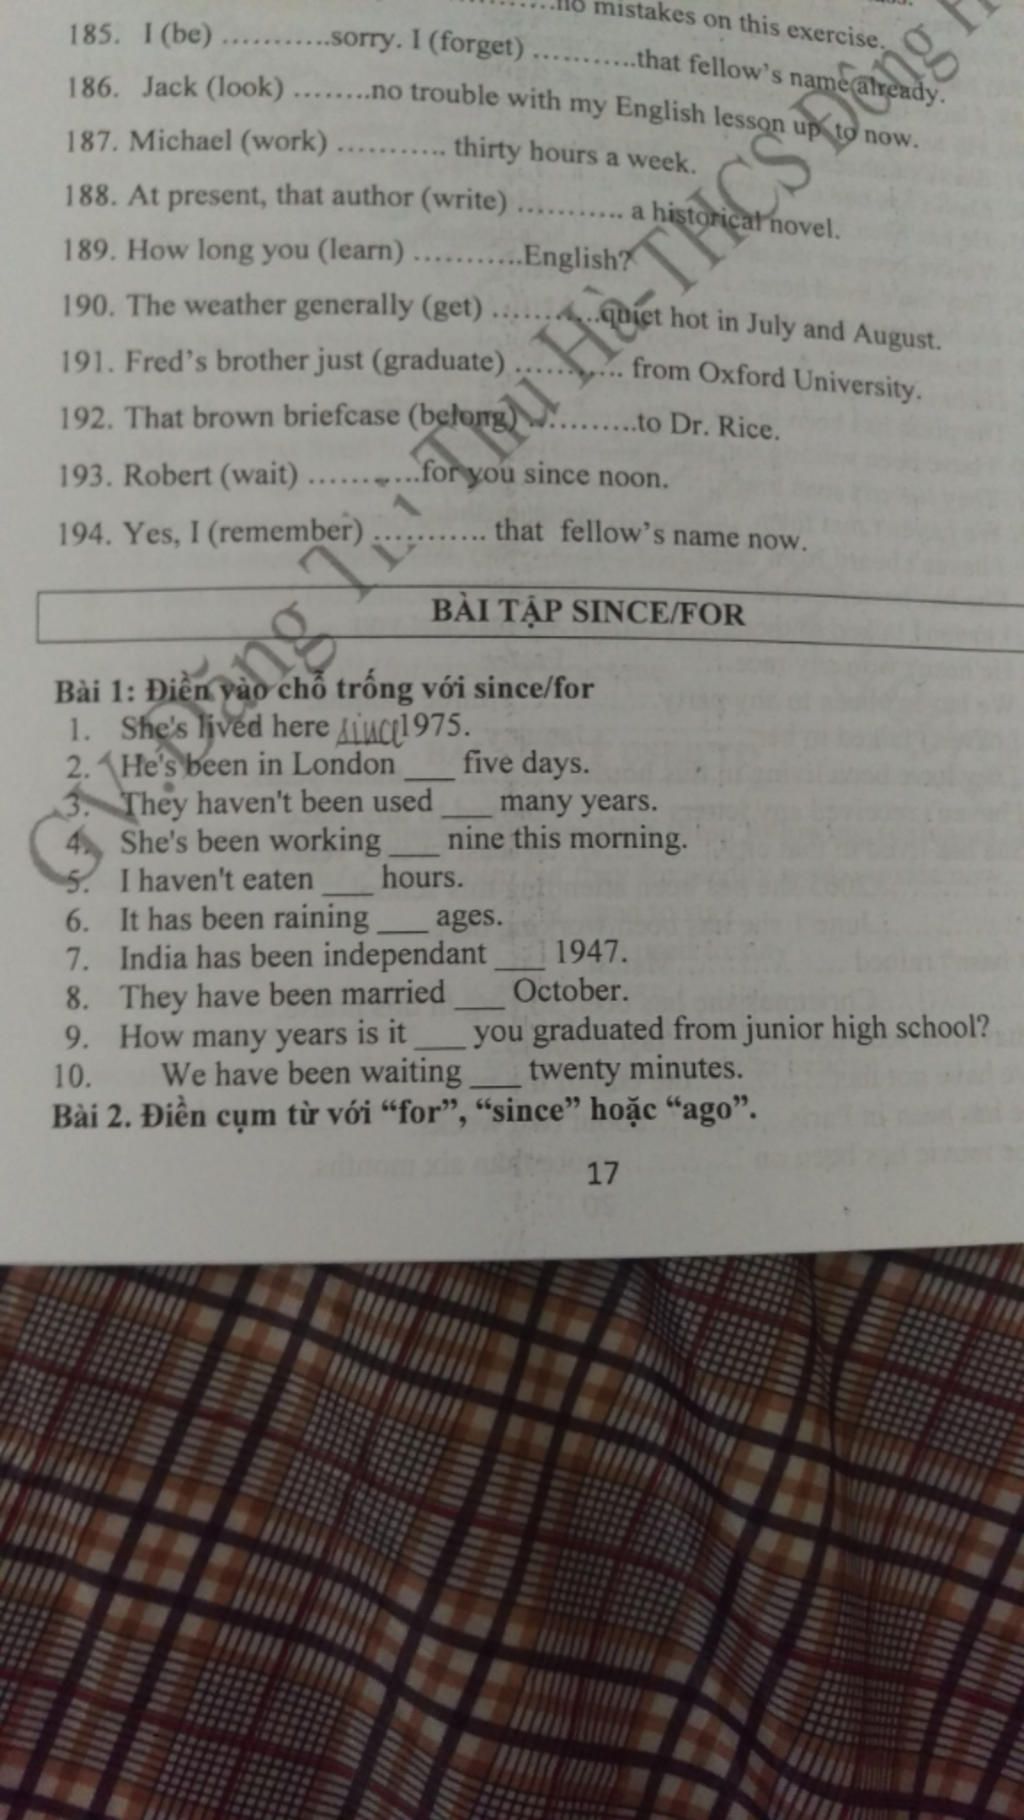 no mistakes on this exercise.
185. I (be) ...........sorry. I (forget) ...........that fellow's name already.
186. Jack (look) ........no trouble with my English lesson up to now.
187. Michael (work) ........... thirty hours a week.
188. At present, that author (write) ........... a historical novel.
189. How long you (learn) ...........English?
190. The weather generally (get) ...........quiet hot in July and August.
191. Fred's brother just (graduate) ........... from Oxford University.
192. That brown briefcase (belong) ...........to Dr. Rice.
193. Robert (wait) ...........for you since noon.
194. Yes, I (remember) ........... that fellow's name now.
BÀI TẬP SINCE/FOR
Bài 1: Điền vào chỗ trống với since/for
1. She's lived here since 1975.
2. He's been in London ___ five days.
3. They haven't been used ___ many years.
4. She's been working ___ nine this morning.
5. I haven't eaten ___ hours.
6. It has been raining ___ ages.
7. India has been independant ___ 1947.
8. They have been married ___ October.
9. How many years is it ___ you graduated from junior high school?
10. We have been waiting ___ twenty minutes.
Bài 2. Điền cụm từ với "for", "since" hoặc "ago".
17
GV. Đặng Thị Thu Hà-THCS Đông H